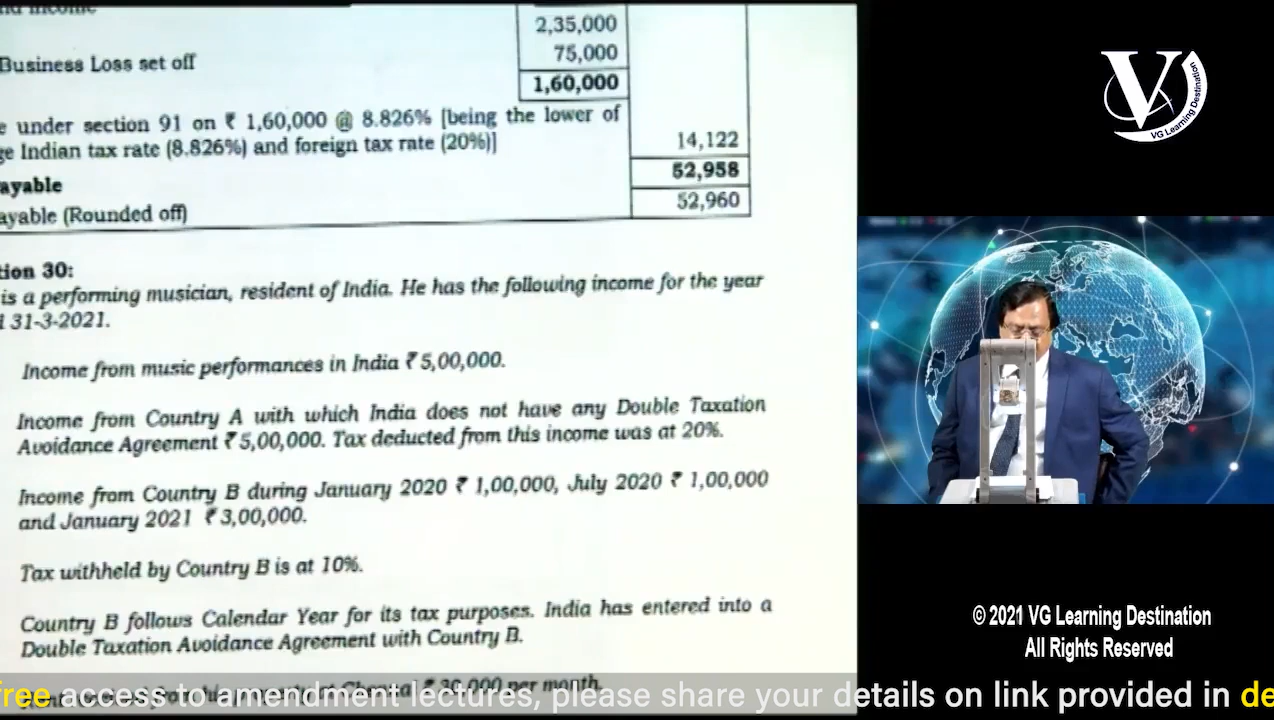 2,35,000
Business Loss set off 75,000
1,60,000
e under section 91 on ₹ 1,60,000 @ 8.826% [being the lower of
ge Indian tax rate (8.826%) and foreign tax rate (20%)] 14,122
ayable 52,958
ayable (Rounded off) 52,960
tion 30:
is a performing musician, resident of India. He has the following income for the year
31-3-2021.
Income from music performances in India ₹ 5,00,000.
Income from Country A with which India does not have any Double Taxation
Avoidance Agreement ₹ 5,00,000. Tax deducted from this income was at 20%.
Income from Country B during January 2020 ₹ 1,00,000, July 2020 ₹ 1,00,000
and January 2021 ₹ 3,00,000.
Tax withheld by Country B is at 10%.
Country B follows Calendar Year for its tax purposes. India has entered into a
Double Taxation Avoidance Agreement with Country B.
₹ 30,000 per month.
free access to amendment lectures, please share your details on link provided in de
V
VG Learning Destination
© 2021 VG Learning Destination
All Rights Reserved